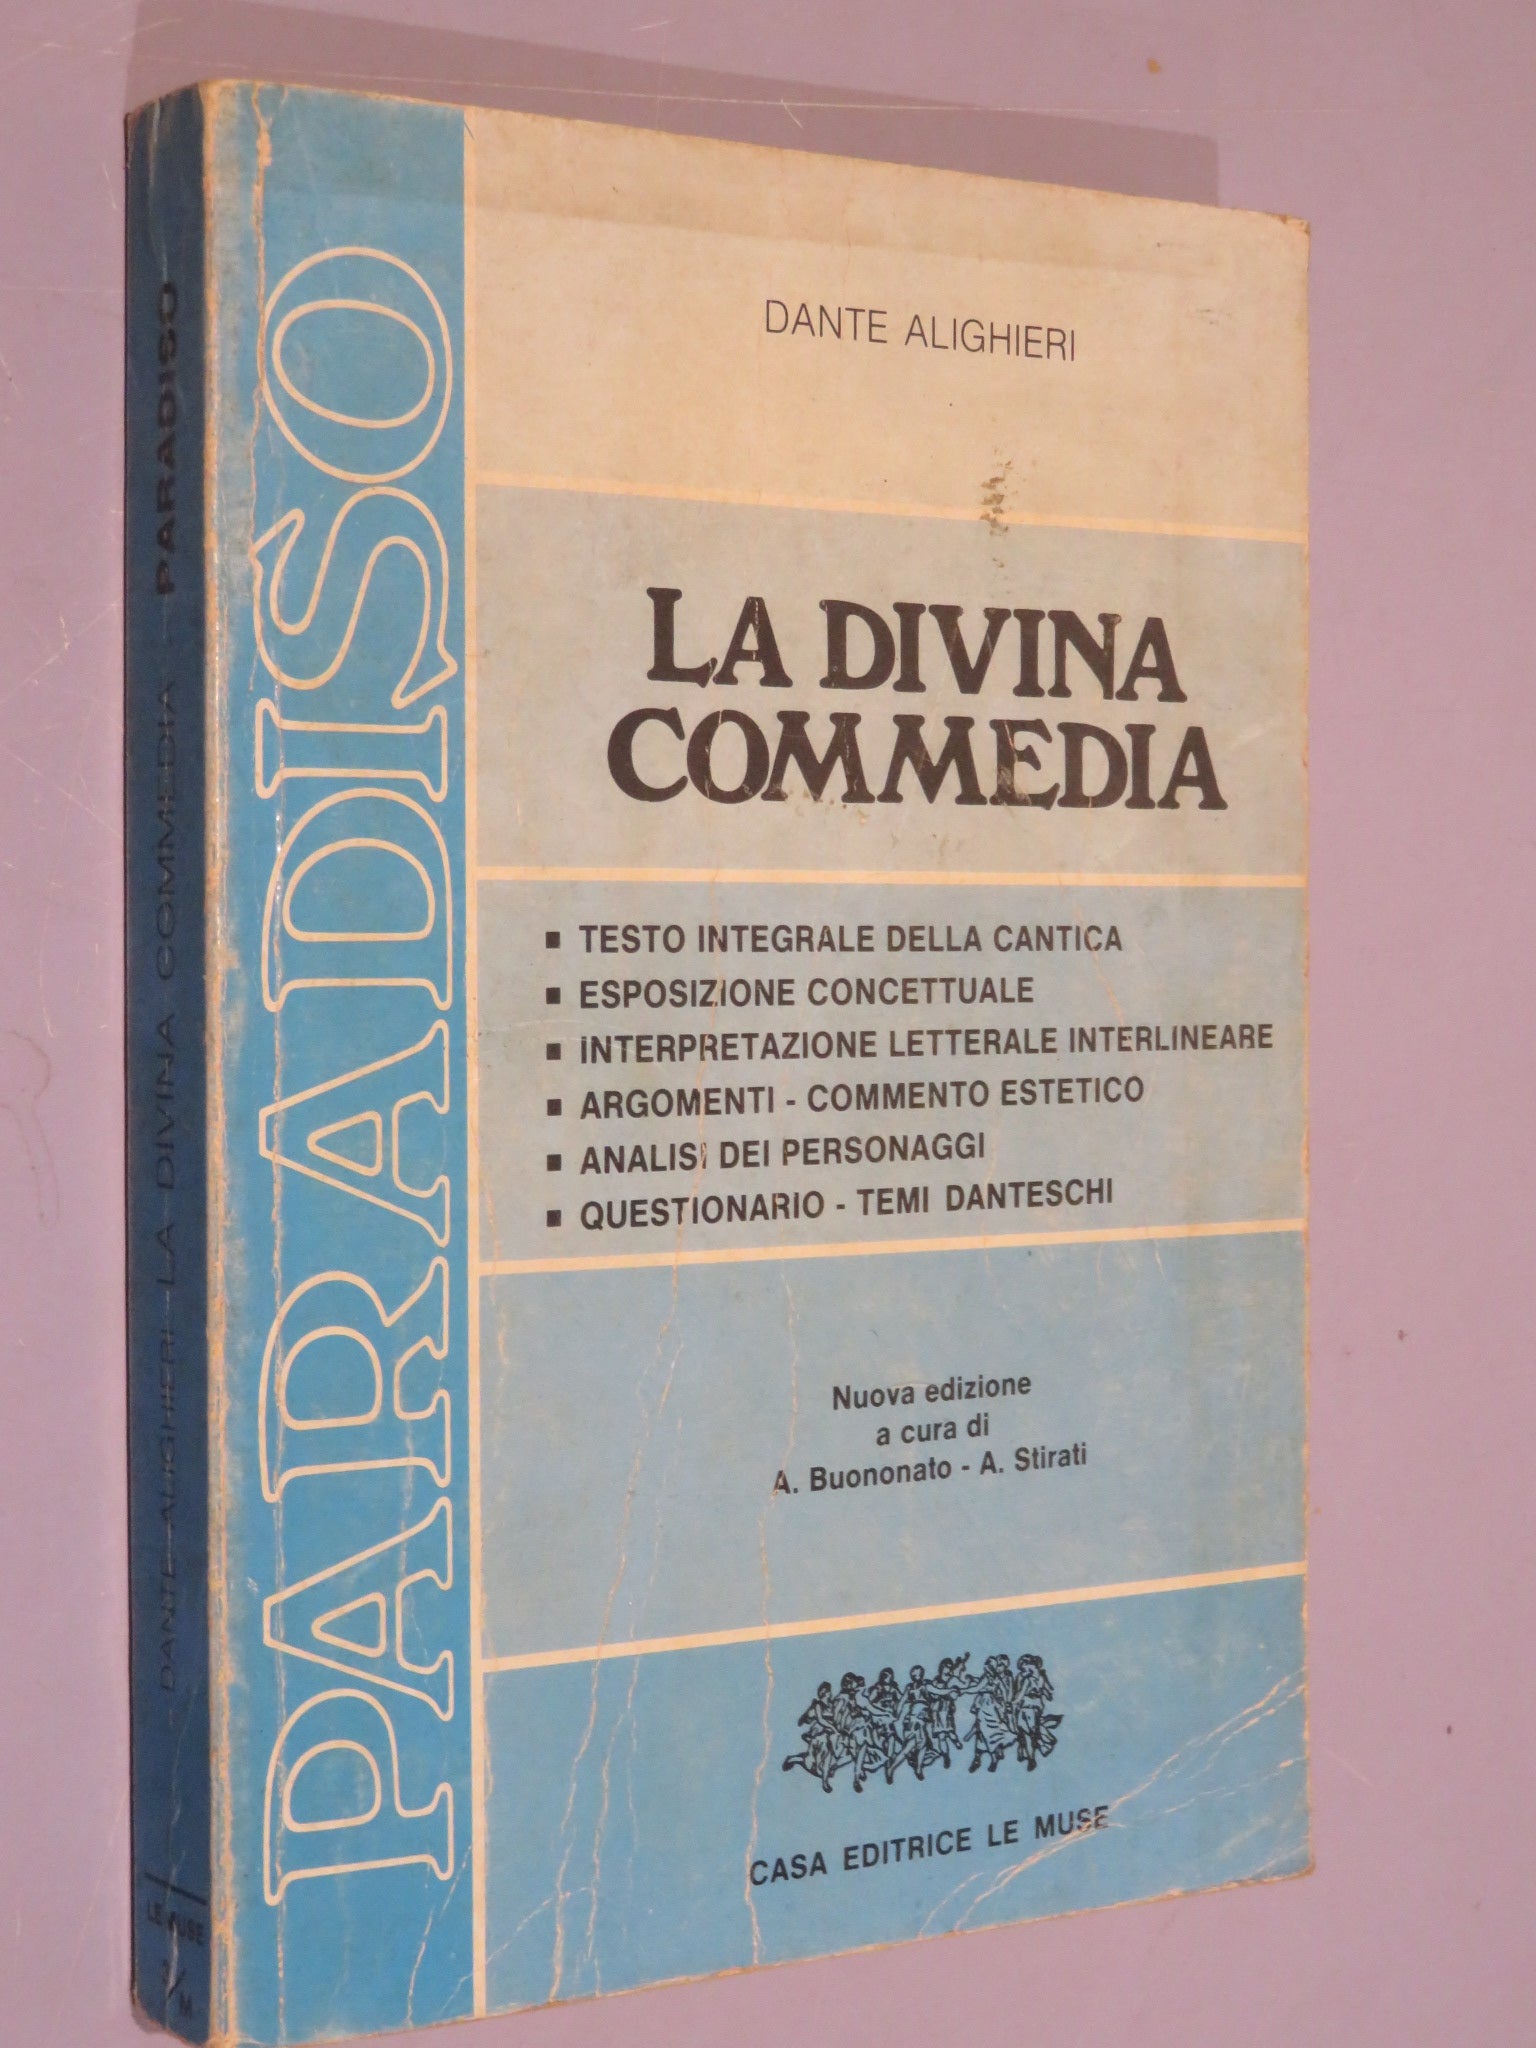 DANTE ALIGHIERI
LA DIVINA
COMMEDIA
▪ TESTO INTEGRALE DELLA CANTICA
▪ ESPOSIZIONE CONCETTUALE
▪ INTERPRETAZIONE LETTERALE INTERLINEARE
▪ ARGOMENTI - COMMENTO ESTETICO
▪ ANALISI DEI PERSONAGGI
▪ QUESTIONARIO - TEMI DANTESCHI
Nuova edizione
a cura di
A. Buononato - A. Stirati
CASA EDITRICE LE MUSE
PARADISO
DANTE ALIGHIERI - LA DIVINA COMMEDIA - PARADISO
LE MUSE
M